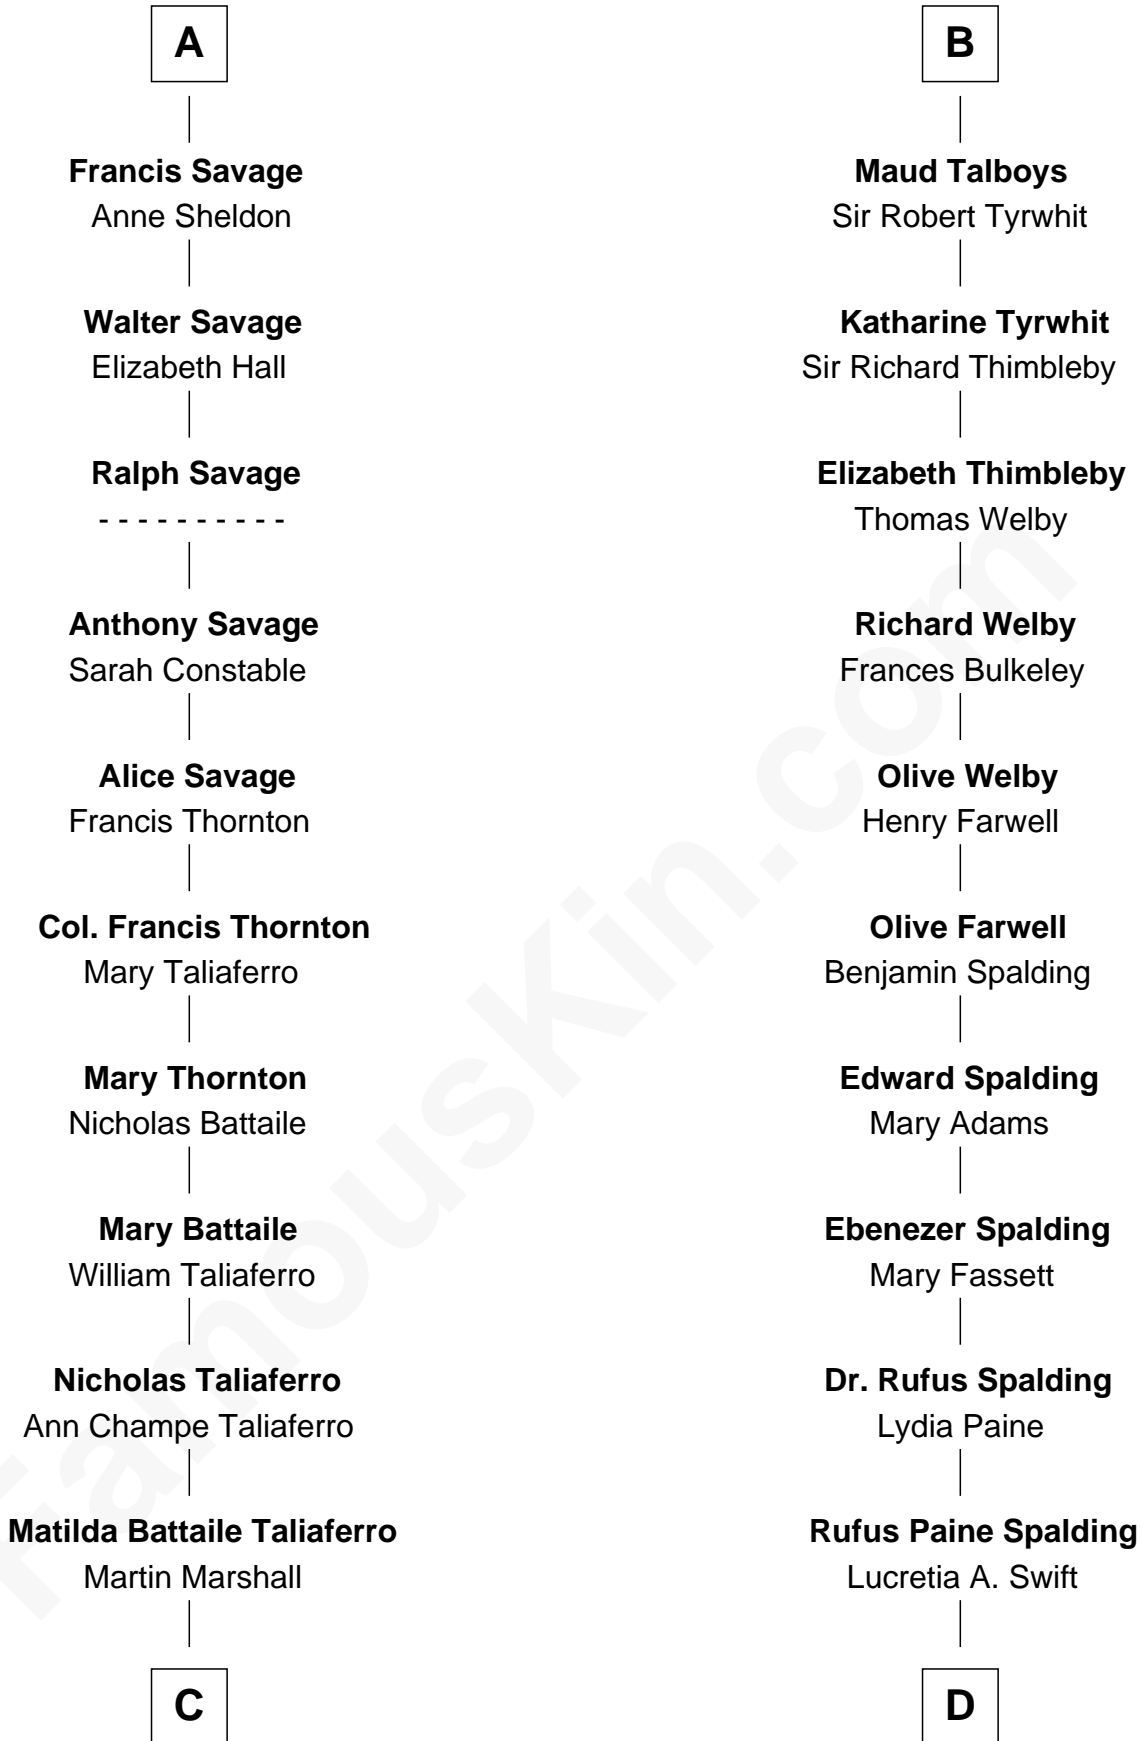 A
Francis Savage
Anne Sheldon
Walter Savage
Elizabeth Hall
Ralph Savage
- - - - - - - - - -
Anthony Savage
Sarah Constable
Alice Savage
Francis Thornton
Col. Francis Thornton
Mary Taliaferro
Mary Thornton
Nicholas Battaile
Mary Battaile
William Taliaferro
Nicholas Taliaferro
Ann Champe Taliaferro
Matilda Battaile Taliaferro
Martin Marshall
C
B
Maud Talboys
Sir Robert Tyrwhit
Katharine Tyrwhit
Sir Richard Thimbleby
Elizabeth Thimbleby
Thomas Welby
Richard Welby
Frances Bulkeley
Olive Welby
Henry Farwell
Olive Farwell
Benjamin Spalding
Edward Spalding
Mary Adams
Ebenezer Spalding
Mary Fassett
Dr. Rufus Spalding
Lydia Paine
Rufus Paine Spalding
Lucretia A. Swift
D
FamousKin.com